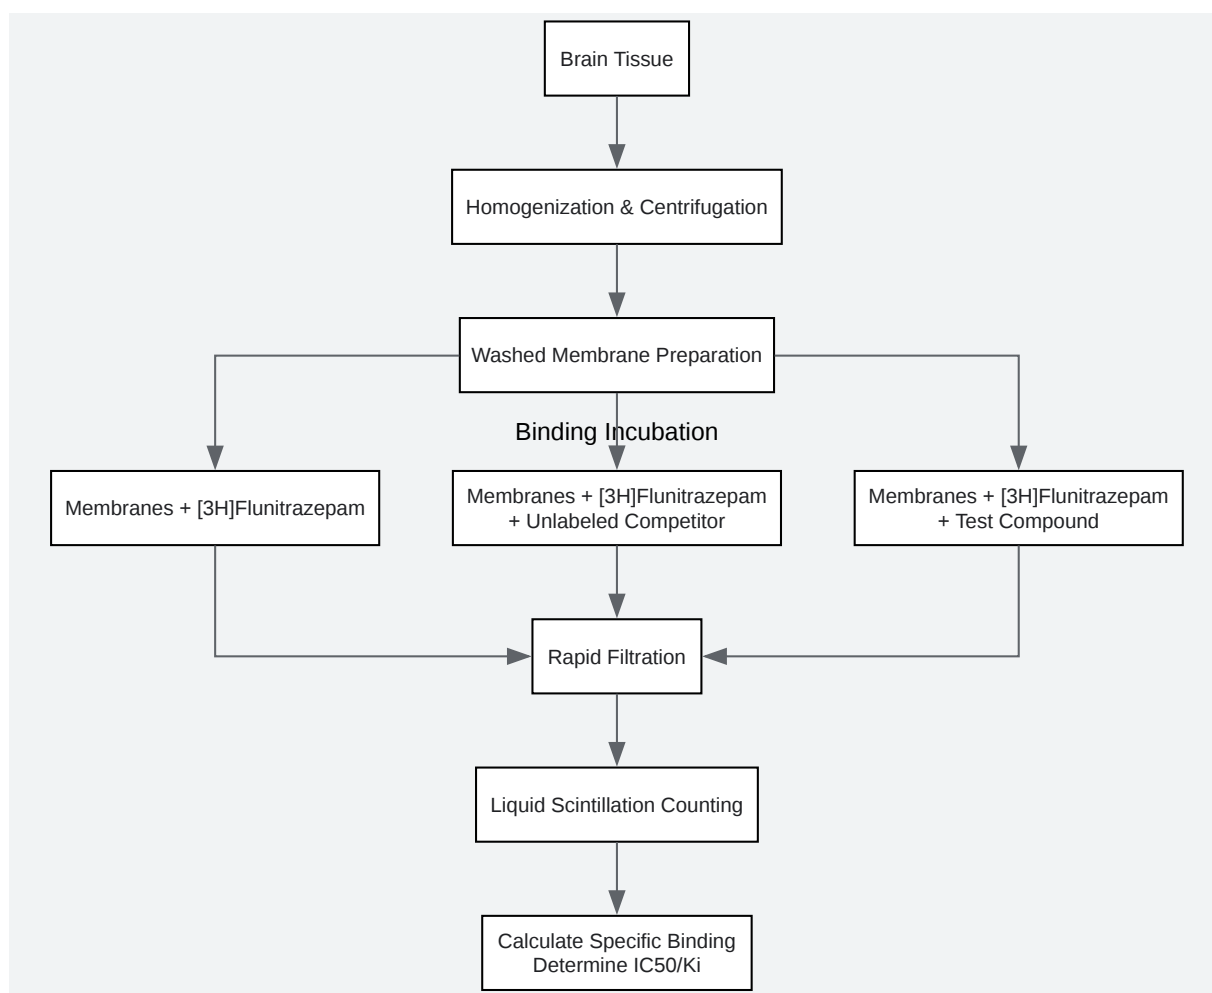 Brain Tissue
Homogenization & Centrifugation
Washed Membrane Preparation
Binding Incubation
Membranes + [3H]Flunitrazepam
Membranes + [3H]Flunitrazepam
+ Unlabeled Competitor
Membranes + [3H]Flunitrazepam
+ Test Compound
Rapid Filtration
Liquid Scintillation Counting
Calculate Specific Binding
Determine IC50/Ki